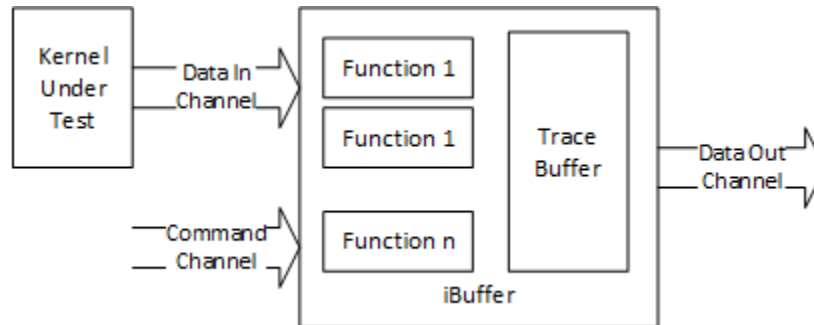 Kernel
Under
Test
Data In
Channel
Command
Channel
Function 1
Function 1
Function n
Trace
Buffer
iBuffer
Data Out
Channel